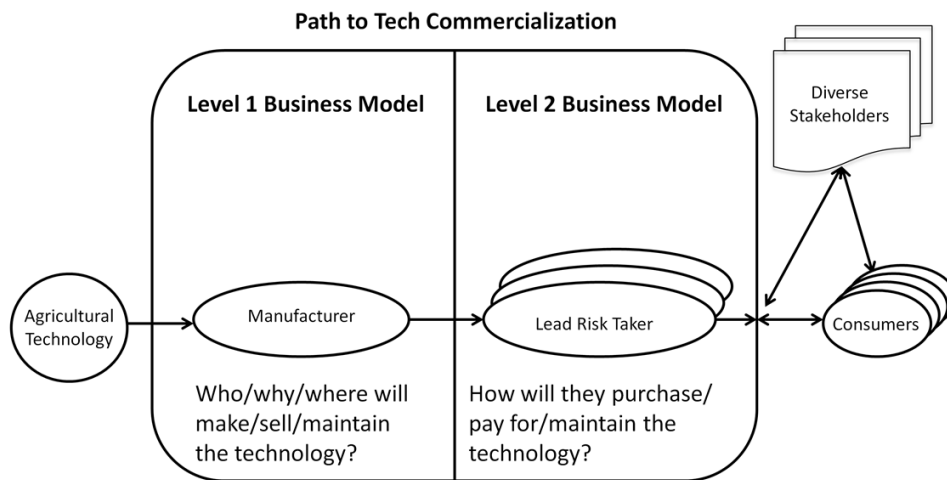 Path to Tech Commercialization
Level 1 Business Model
Level 2 Business Model
Diverse
Stakeholders
Agricultural
Technology
Manufacturer
Lead Risk Taker
Consumers
Who/why/where will
make/sell/maintain
the technology?
How will they purchase/
pay for/maintain the
technology?